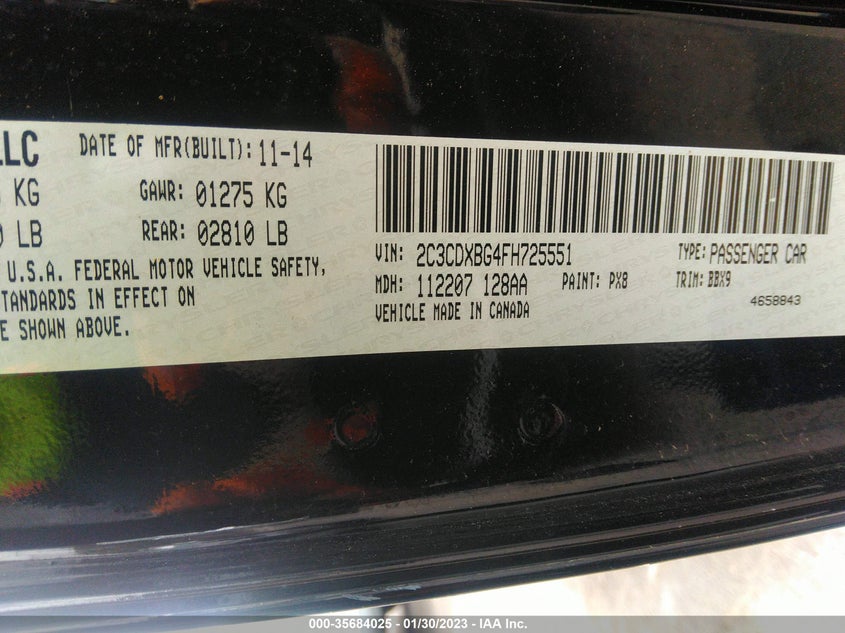 LLC DATE OF MFR(BUILT): 11-14
KG GAWR: 01275 KG
LB REAR: 02810 LB
U.S.A. FEDERAL MOTOR VEHICLE SAFETY,
STANDARDS IN EFFECT ON
E SHOWN ABOVE.
VIN: 2C3CDXBG4FH725551 TYPE: PASSENGER CAR
MDH: 112207 128AA PAINT: PX8 TRIM: BBX9
VEHICLE MADE IN CANADA 4658843
000-35684025 - 01/30/2023 - IAA Inc.